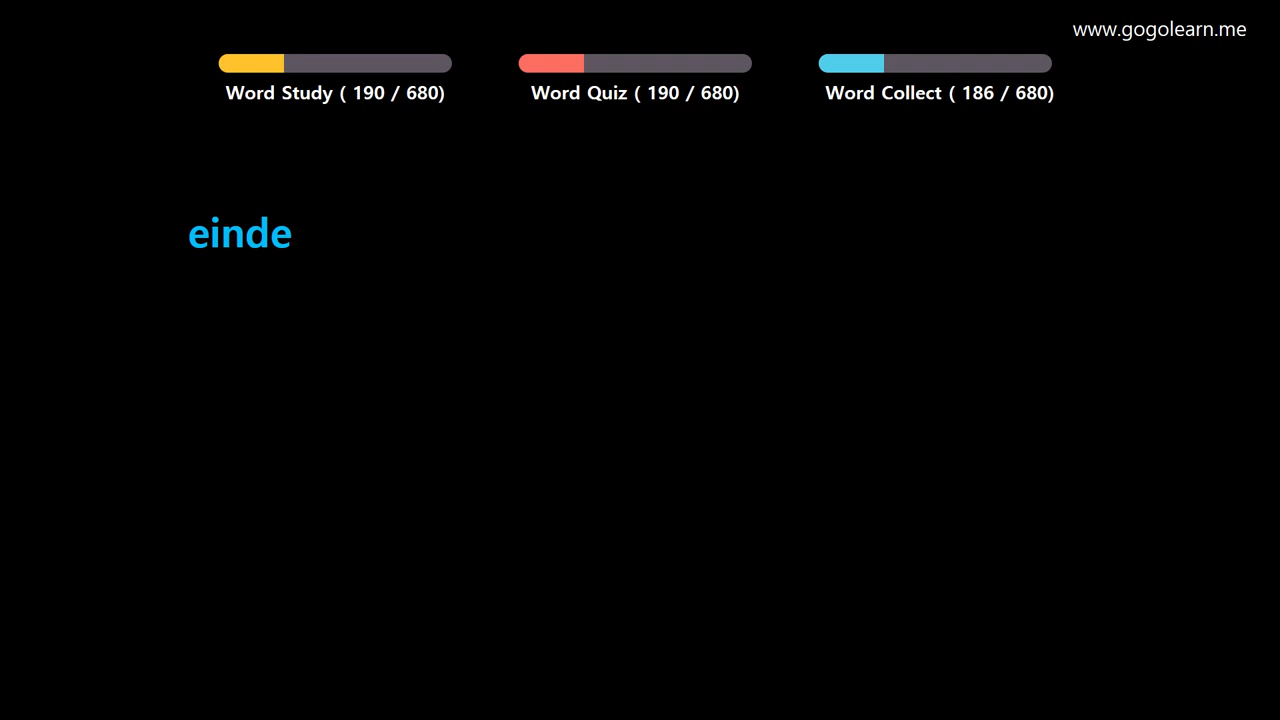 www.gogolearn.me
Word Study ( 190 / 680)
Word Quiz ( 190 / 680)
Word Collect ( 186 / 680)
einde